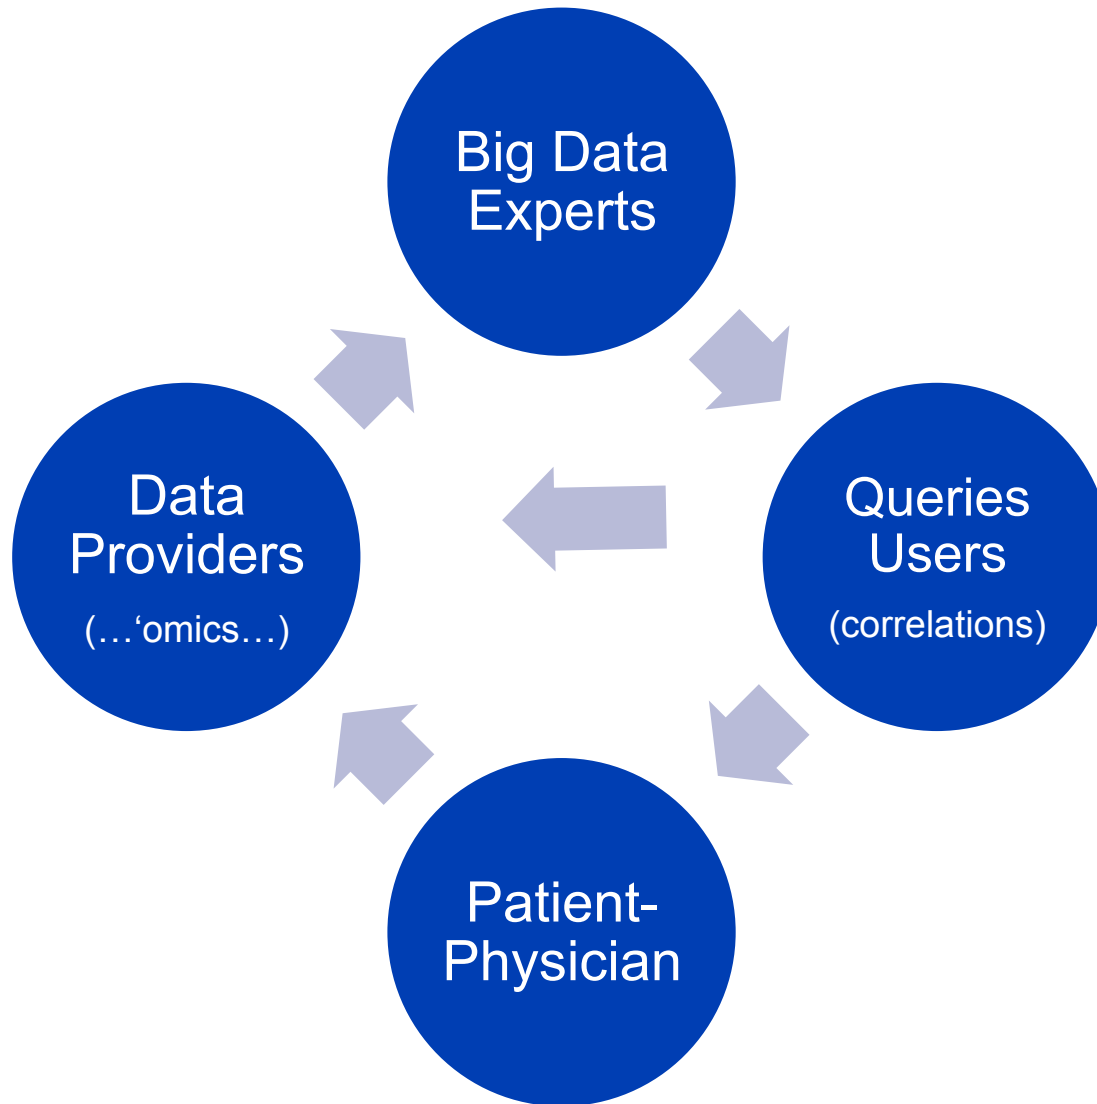 Big Data
Experts
Data
Providers
(…‘omics…)
Queries
Users
(correlations)
Patient-
Physician